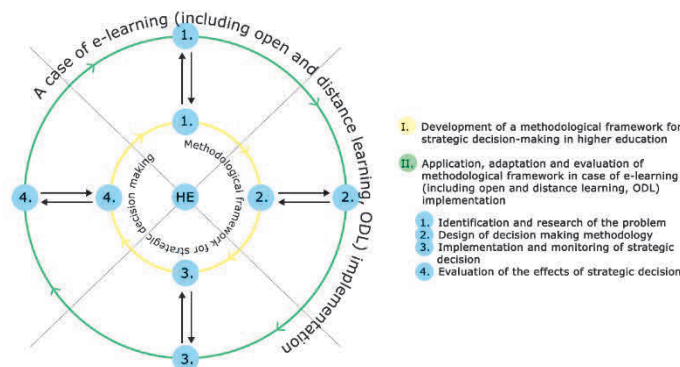 A case of e-learning (including open and distance learning, ODL) implementation
1.
1.
Methodological framework for strategic decision making
4.
4.
HE
2.
2.
3.
3.
I. Development of a methodological framework for
strategic decision-making in higher education
II. Application, adaptation and evaluation of
methodological framework in case of e-learning
(including open and distance learning, ODL)
implementation
1. Identification and research of the problem
2. Design of decision making methodology
3. Implementation and monitoring of strategic
decision
4. Evaluation of the effects of strategic decision